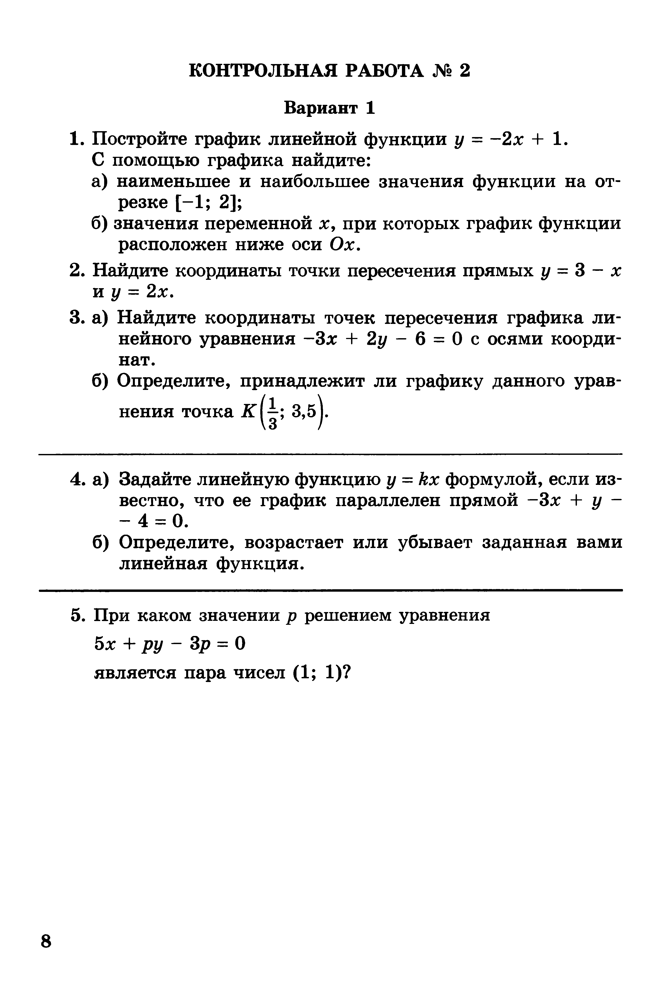 КОНТРОЛЬНАЯ РАБОТА № 2
Вариант 1
1. Постройте график линейной функции y = −2x + 1.
С помощью графика найдите:
а) наименьшее и наибольшее значения функции на от-
резке [−1; 2];
б) значения переменной x, при которых график функции
расположен ниже оси Ox.
2. Найдите координаты точки пересечения прямых y = 3 − x
и y = 2x.
3. а) Найдите координаты точек пересечения графика ли-
нейного уравнения −3x + 2y − 6 = 0 с осями коорди-
нат.
б) Определите, принадлежит ли графику данного урав-
нения точка K(1/3; 3,5).
4. а) Задайте линейную функцию y = kx формулой, если из-
вестно, что ее график параллелен прямой −3x + y −
− 4 = 0.
б) Определите, возрастает или убывает заданная вами
линейная функция.
5. При каком значении p решением уравнения
5x + py − 3p = 0
является пара чисел (1; 1)?
8